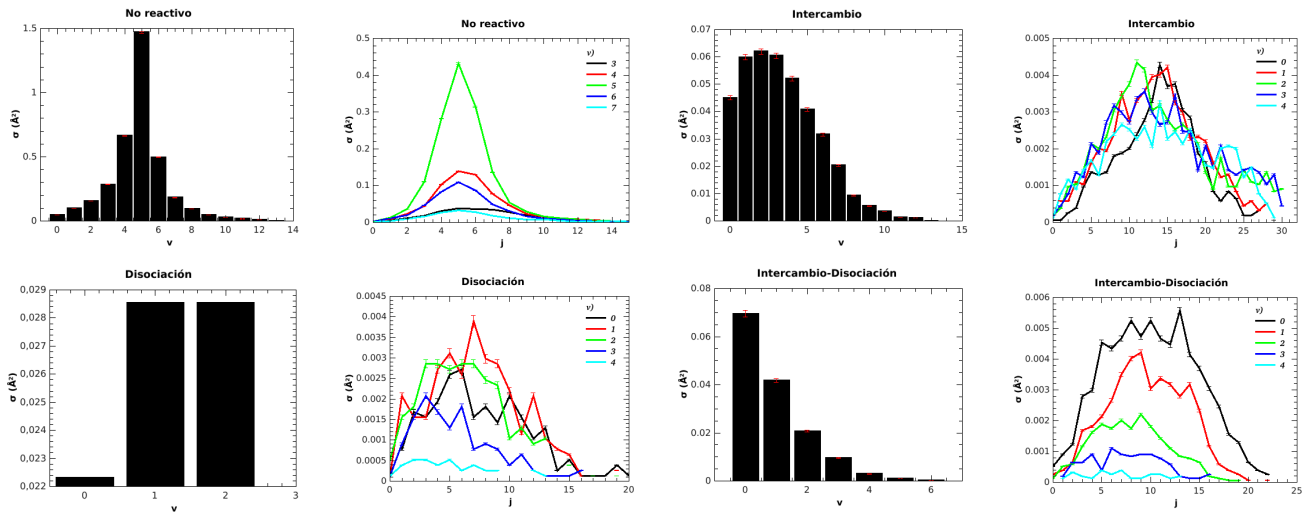 No reactivo
σ (Å²)
1.5
1
0.5
0
0 2 4 6 8 10 12 14
v
No reactivo
σ (Å²)
0.5
0.4
0.3
0.2
0.1
0
0 2 4 6 8 10 12 14
j
v)
3
4
5
6
7
Intercambio
σ (Å²)
0.07
0.06
0.05
0.04
0.03
0.02
0.01
0.00
0 5 10 15
v
Intercambio
σ (Å²)
0.005
0.004
0.003
0.002
0.001
0
0 5 10 15 20 25 30
j
v)
0
1
2
3
4
Disociación
σ (Å²)
0,029
0,028
0,027
0,026
0,025
0,024
0,023
0,022
0 1 2 3
v
Disociación
σ (Å²)
0.0045
0.004
0.0035
0.003
0.0025
0.002
0.0015
0.001
0.0005
0
0 5 10 15 20
j
v)
0
1
2
3
4
Intercambio-Disociación
σ (Å²)
0.08
0.06
0.04
0.02
0
0 2 4 6
v
Intercambio-Disociación
σ (Å²)
0.006
0.005
0.004
0.003
0.002
0.001
0
0 5 10 15 20 25
j
v)
0
1
2
3
4